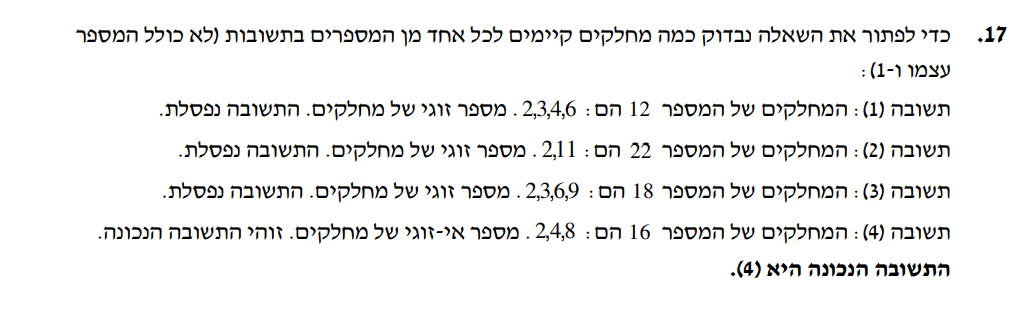 17. כדי לפתור את השאלה נבדוק כמה מחלקים קיימים לכל אחד מן המספרים בתשובות (לא כולל המספר
עצמו ו-1):
תשובה (1): המחלקים של המספר 12 הם: 2,3,4,6. מספר זוגי של מחלקים. התשובה נפסלת.
תשובה (2): המחלקים של המספר 22 הם: 2,11. מספר זוגי של מחלקים. התשובה נפסלת.
תשובה (3): המחלקים של המספר 18 הם: 2,3,6,9. מספר זוגי של מחלקים. התשובה נפסלת.
תשובה (4): המחלקים של המספר 16 הם: 2,4,8. מספר אי-זוגי של מחלקים. זוהי התשובה הנכונה.
התשובה הנכונה היא (4).